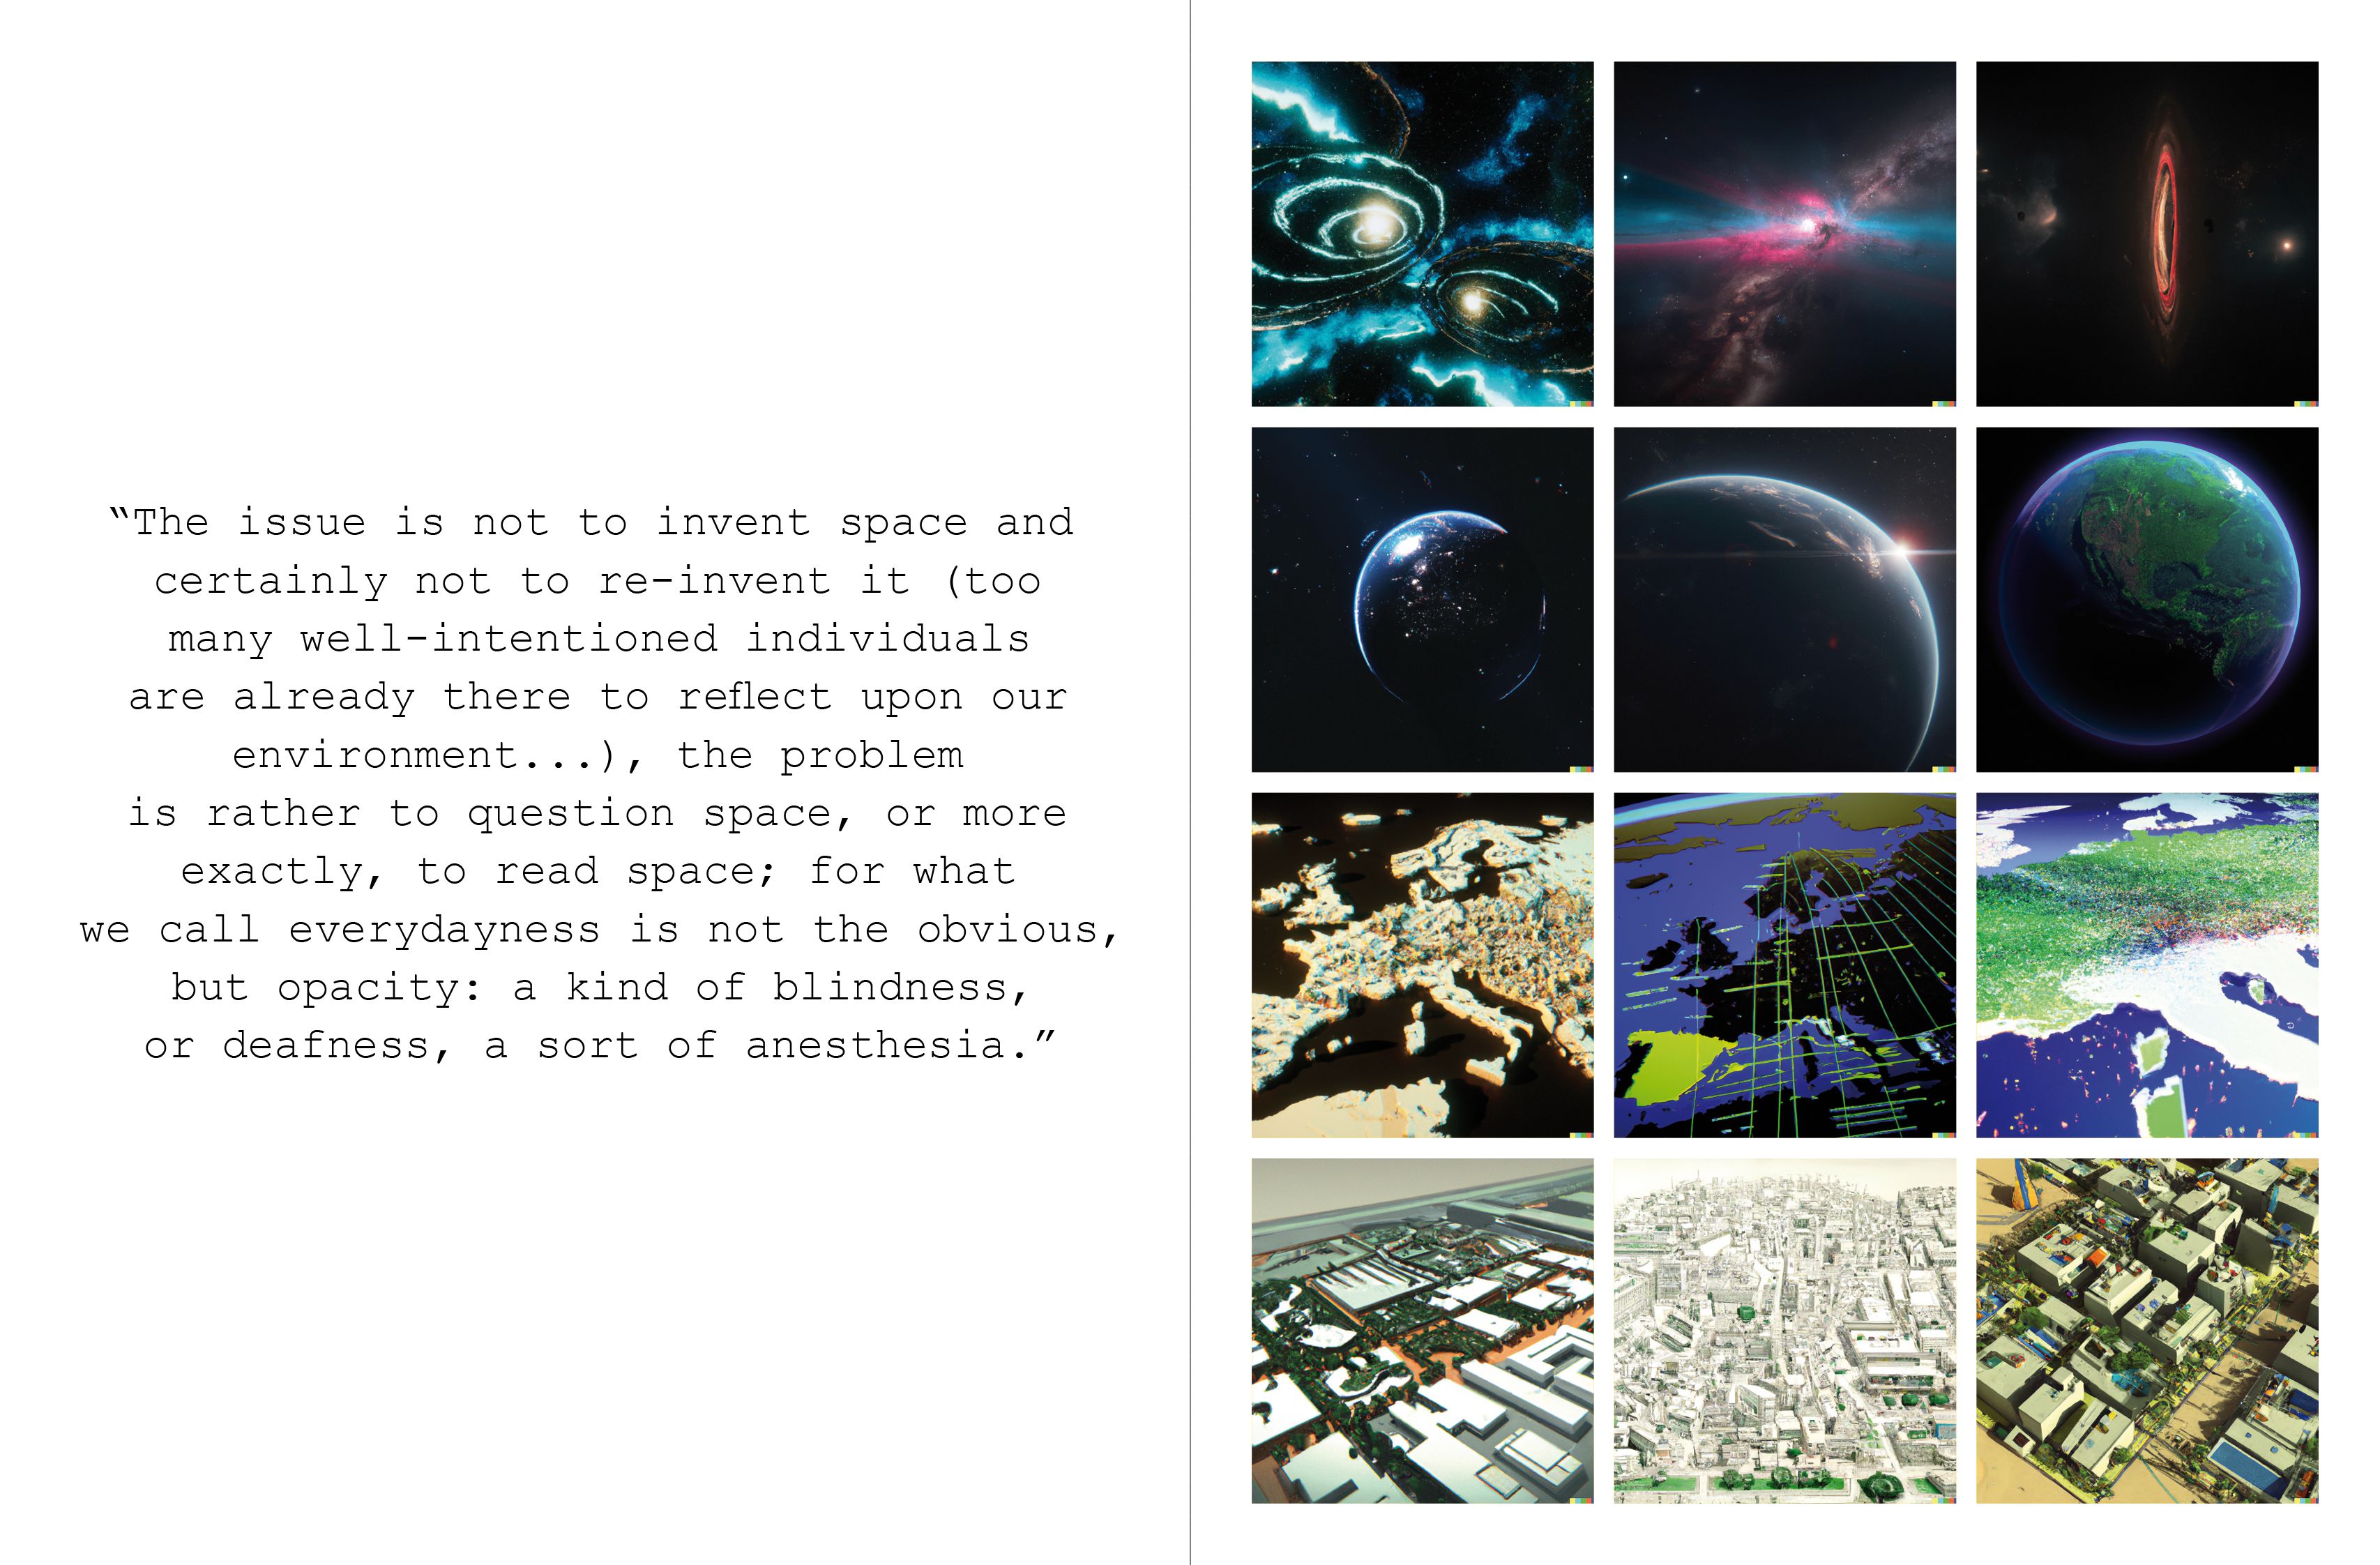 “The issue is not to invent space and
certainly not to re-invent it (too
many well-intentioned individuals
are already there to reflect upon our
environment...), the problem
is rather to question space, or more
exactly, to read space; for what
we call everydayness is not the obvious,
but opacity: a kind of blindness,
or deafness, a sort of anesthesia.”